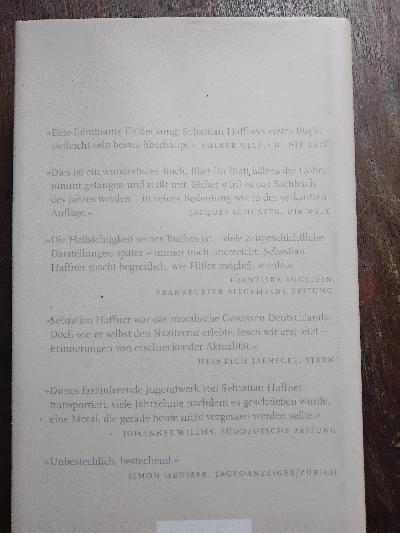 »Eine fulminante Entdeckung: Sebastian Haffners erstes Buch,
vielleicht sein bestes überhaupt.« VOLKER ULLRICH, DIE ZEIT
»Dies ist ein wunderbares Buch. Blatt für Blatt hält es die Höhe,
nimmt gefangen und reißt mit. Sicher wird es das Sachbuch
des Jahres werden – in seiner Bedeutung wie in der verkauften
Auflage.« JACQUES SCHUSTER, DIE WELT
»Die Hellsichtigkeit seines Buches ist – viele zeitgeschichtliche
Darstellungen später – immer noch unerreicht. Sebastian
Haffner macht begreiflich, wie Hitler möglich wurde.«
FRANZISKA AUGSTEIN,
FRANKFURTER ALLGEMEINE ZEITUNG
»Sebastian Haffner war das moralische Gewissen Deutschlands.
Doch wie er selbst den Naziterror erlebte, lesen wir erst jetzt –
Erinnerungen von erschreckender Aktualität.«
HEINRICH JAENECKE, STERN
»Dieses faszinierende Jugendwerk von Sebastian Haffner
transportiert, viele Jahrzehnte nachdem es geschrieben wurde,
eine Moral, die gerade heute nicht vergessen werden sollte.«
JOHANNES WILLMS, SÜDDEUTSCHE ZEITUNG
»Unbestechlich, bestechend.«
SIMON TAGES-ANZEIGER/ZÜRICH